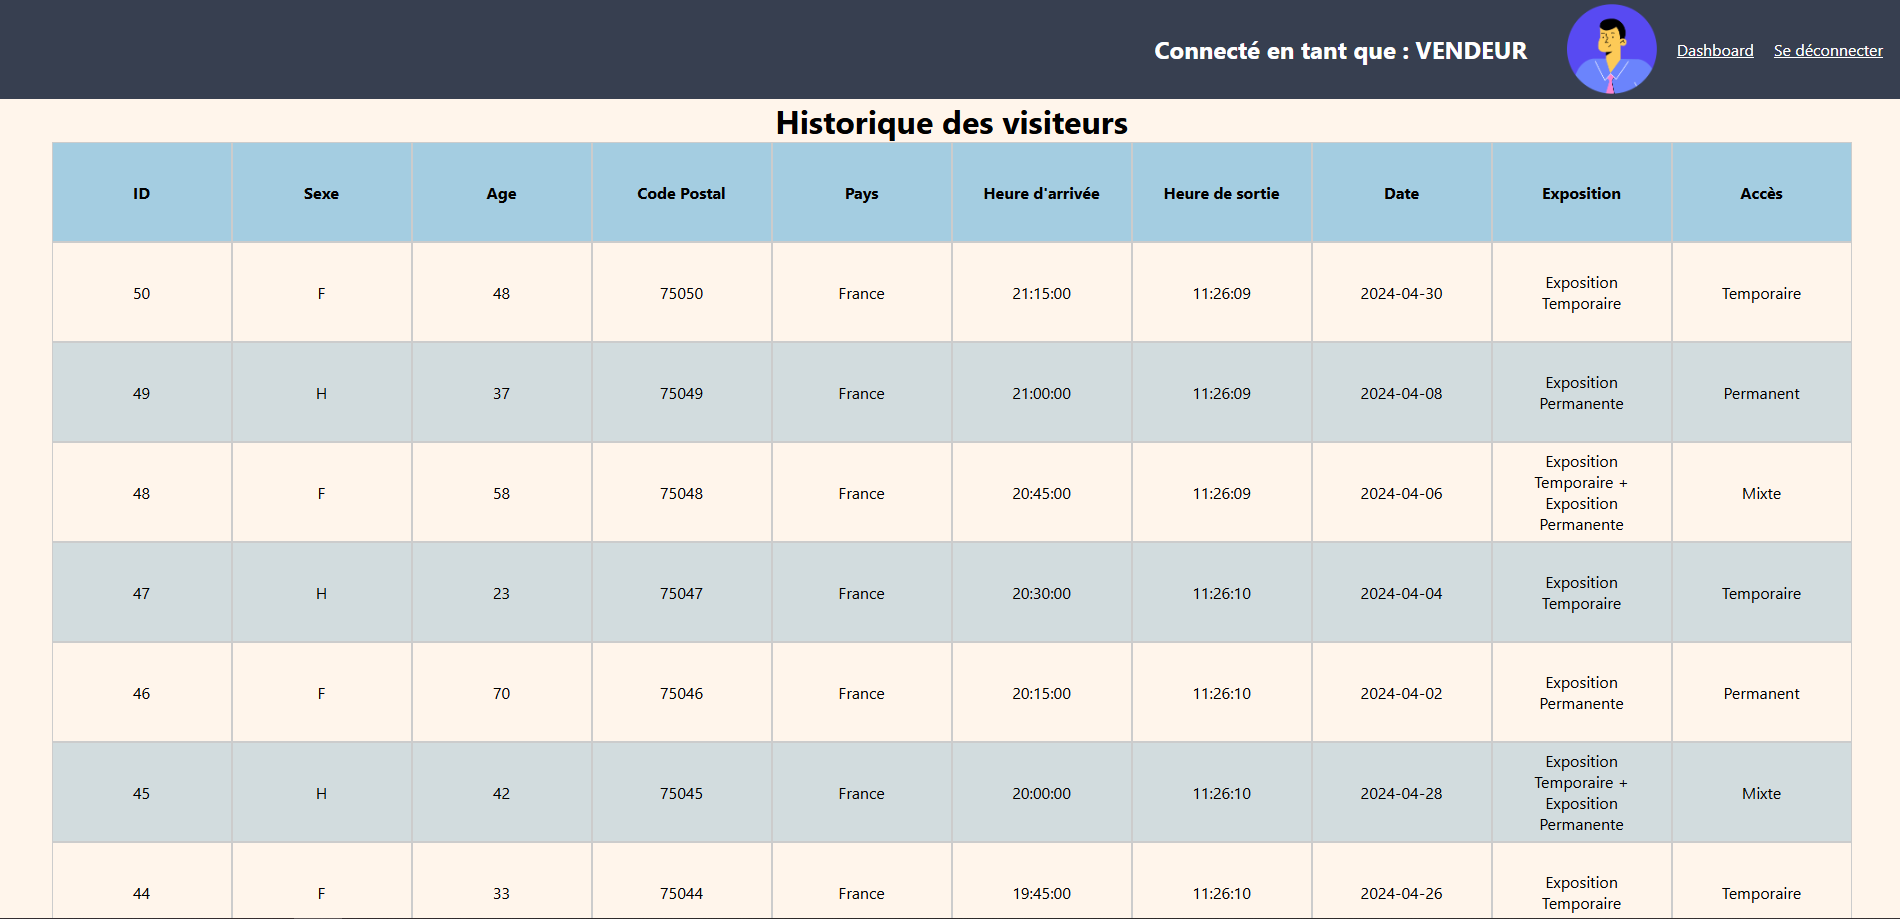 Connecté en tant que : VENDEUR
Dashboard
Se déconnecter
Historique des visiteurs
ID Sexe Age Code Postal Pays Heure d'arrivée Heure de sortie Date Exposition Accès
50 F 48 75050 France 21:15:00 11:26:09 2024-04-30 Exposition Temporaire Temporaire
49 H 37 75049 France 21:00:00 11:26:09 2024-04-08 Exposition Permanente Permanent
48 F 58 75048 France 20:45:00 11:26:09 2024-04-06 Exposition Temporaire + Exposition Permanente Mixte
47 H 23 75047 France 20:30:00 11:26:10 2024-04-04 Exposition Temporaire Temporaire
46 F 70 75046 France 20:15:00 11:26:10 2024-04-02 Exposition Permanente Permanent
45 H 42 75045 France 20:00:00 11:26:10 2024-04-28 Exposition Temporaire + Exposition Permanente Mixte
44 F 33 75044 France 19:45:00 11:26:10 2024-04-26 Exposition Temporaire Temporaire